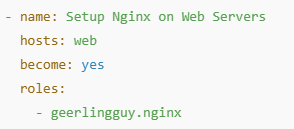 - name: Setup Nginx on Web Servers
  hosts: web
  become: yes
  roles:
    - geerlingguy.nginx